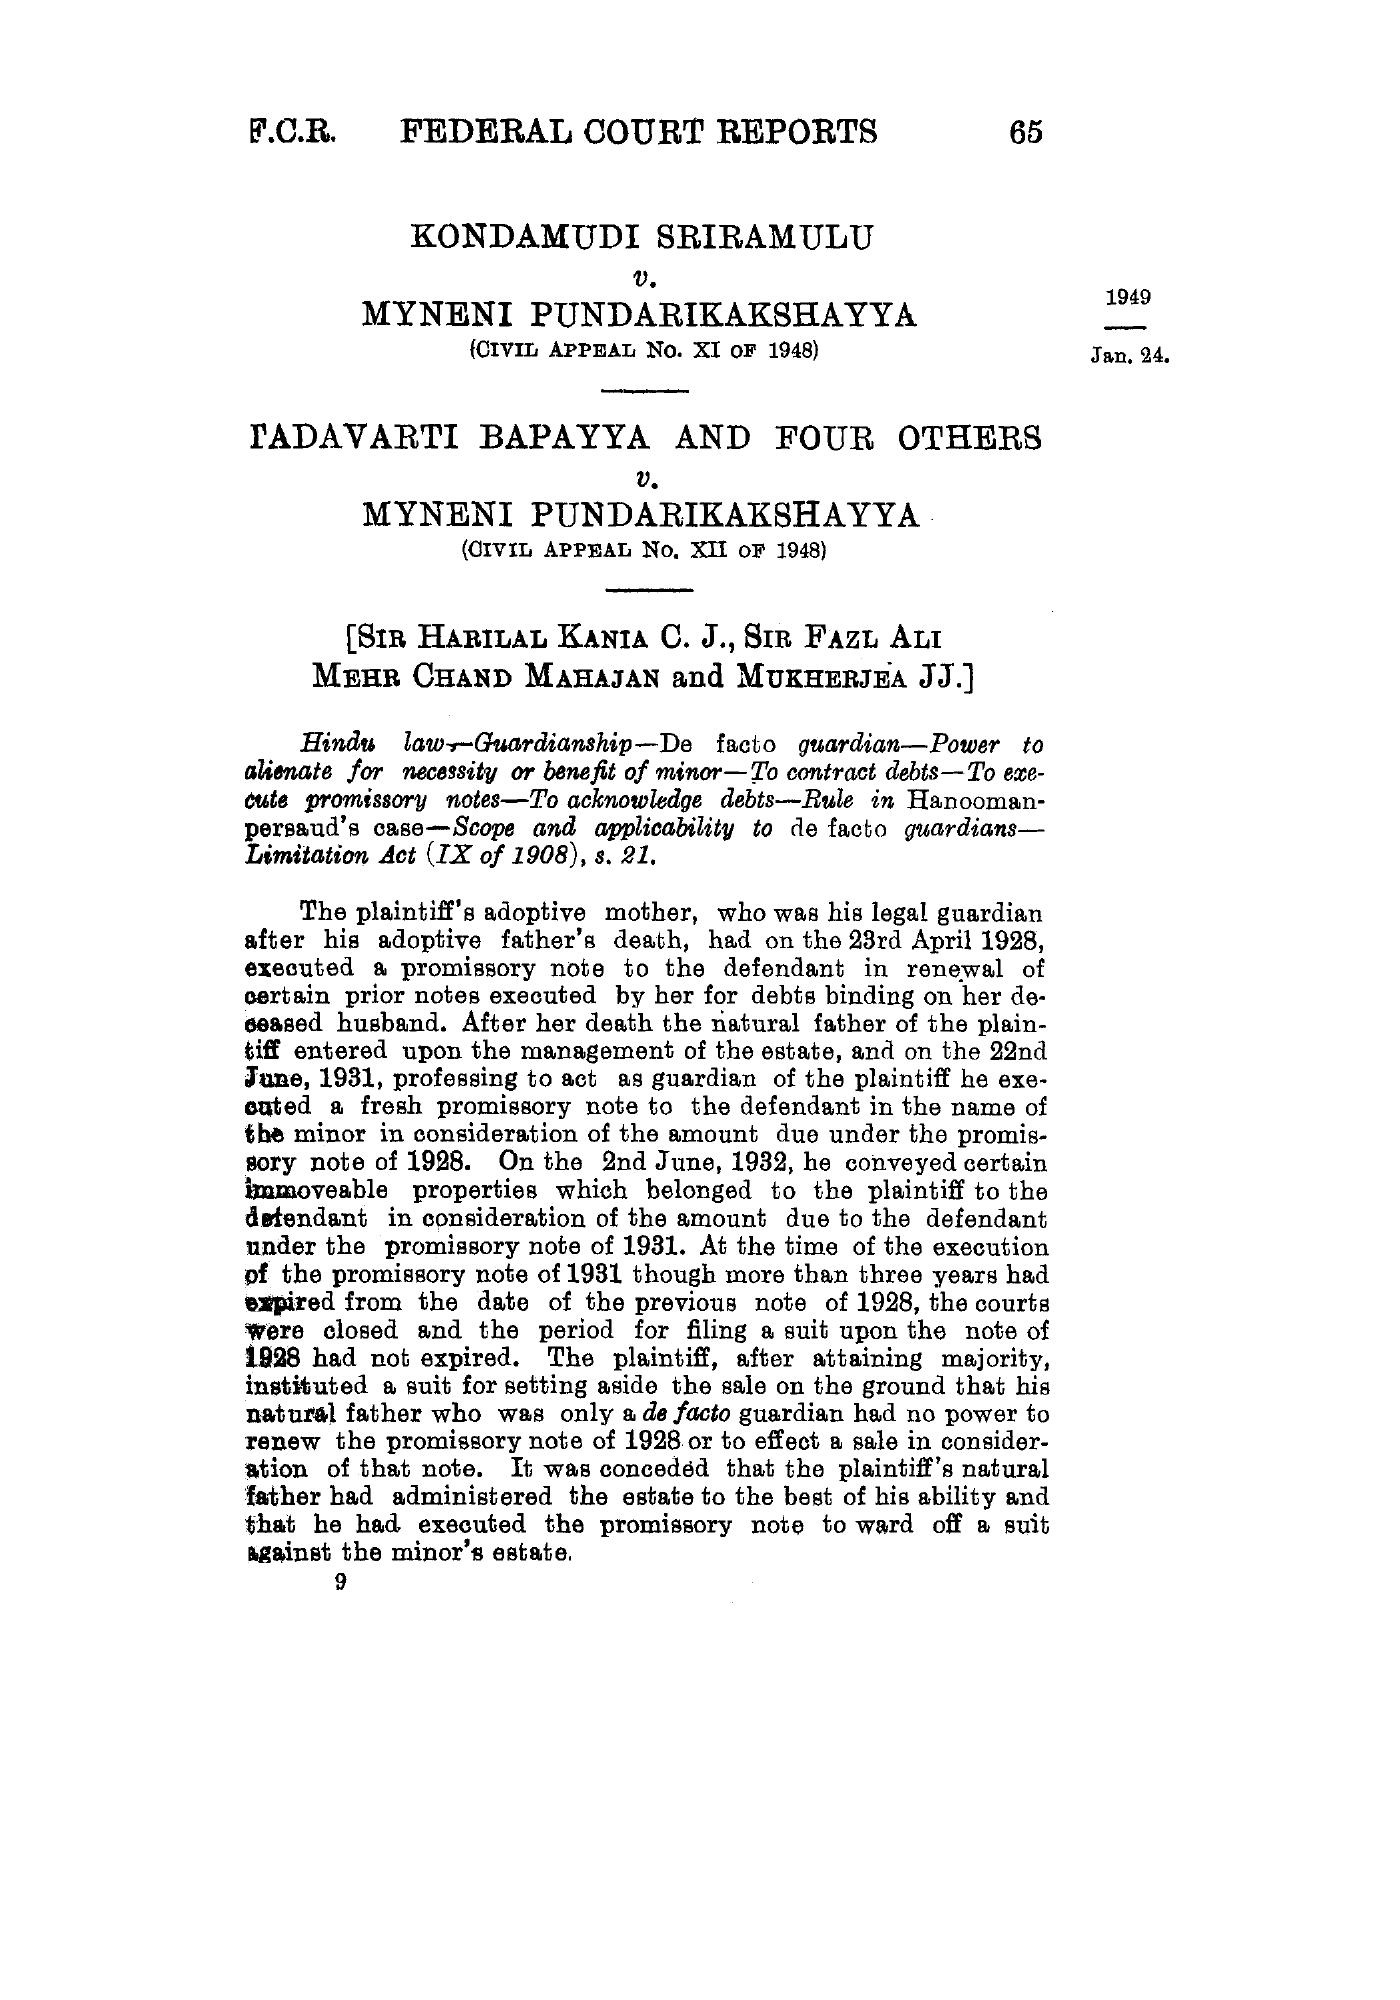 F.C.R. FEDERAL COURT REPORTS 65
KONDAMUDI SRIRAMULU
v.
MYNENI PUNDARIKAKSHAYYA
(CIVIL APPEAL NO. XI OF 1948)
1949
Jan. 24.
TADAVARTI BAPAYYA AND FOUR OTHERS
v.
MYNENI PUNDARIKAKSHAYYA
(CIVIL APPEAL NO. XII OF 1948)
[SIR HARILAL KANIA C. J., SIR FAZL ALI
MEHR CHAND MAHAJAN and MUKHERJEA JJ.]
Hindu law—Guardianship—De facto guardian—Power to
alienate for necessity or benefit of minor—To contract debts—To exe-
cute promissory notes—To acknowledge debts—Rule in Hanooman-
persaud's case—Scope and applicability to de facto guardians—
Limitation Act (IX of 1908), s. 21.
The plaintiff's adoptive mother, who was his legal guardian
after his adoptive father's death, had on the 23rd April 1928,
executed a promissory note to the defendant in renewal of
certain prior notes executed by her for debts binding on her de-
ceased husband. After her death the natural father of the plain-
tiff entered upon the management of the estate, and on the 22nd
June, 1931, professing to act as guardian of the plaintiff he exe-
cuted a fresh promissory note to the defendant in the name of
the minor in consideration of the amount due under the promis-
sory note of 1928. On the 2nd June, 1932, he conveyed certain
immoveable properties which belonged to the plaintiff to the
defendant in consideration of the amount due to the defendant
under the promissory note of 1931. At the time of the execution
of the promissory note of 1931 though more than three years had
expired from the date of the previous note of 1928, the courts
were closed and the period for filing a suit upon the note of
1928 had not expired. The plaintiff, after attaining majority,
instituted a suit for setting aside the sale on the ground that his
natural father who was only a de facto guardian had no power to
renew the promissory note of 1928 or to effect a sale in consider-
ation of that note. It was conceded that the plaintiff's natural
father had administered the estate to the best of his ability and
that he had executed the promissory note to ward off a suit
against the minor's estate.
9